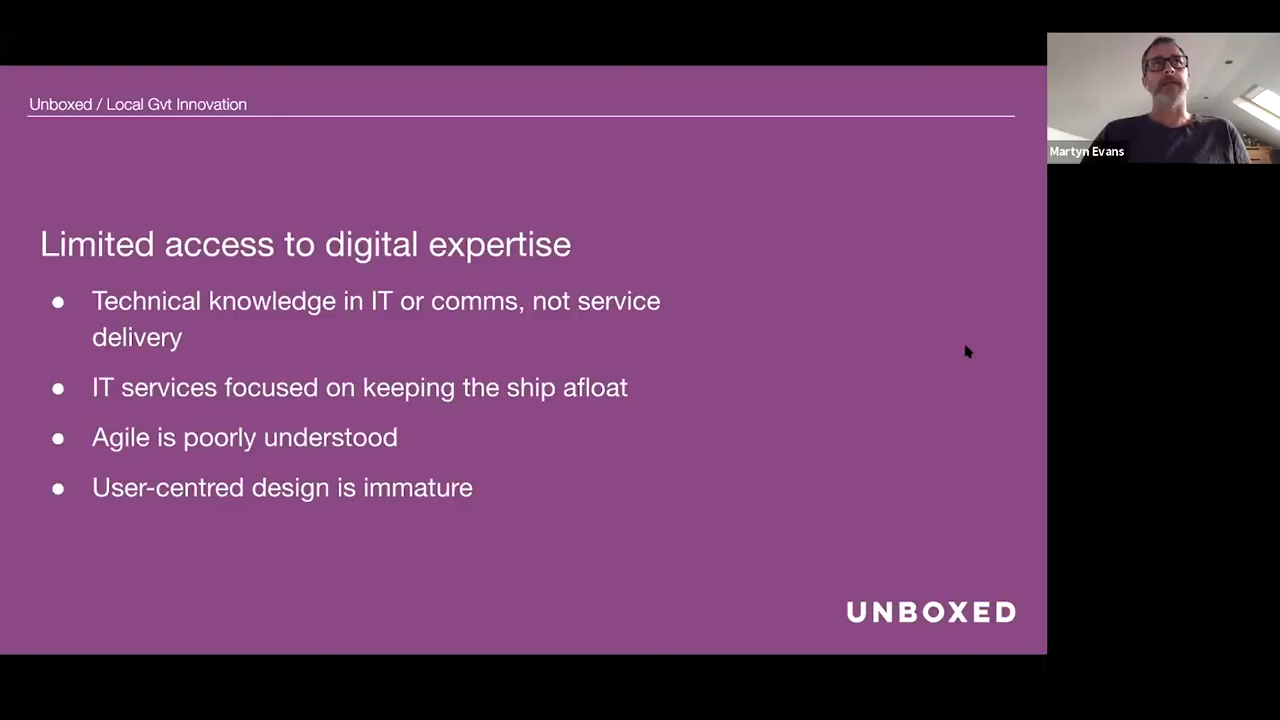 Unboxed / Local Gvt Innovation
Martyn Evans
Limited access to digital expertise
● Technical knowledge in IT or comms, not service
delivery
● IT services focused on keeping the ship afloat
● Agile is poorly understood
● User-centred design is immature
UNBOXED